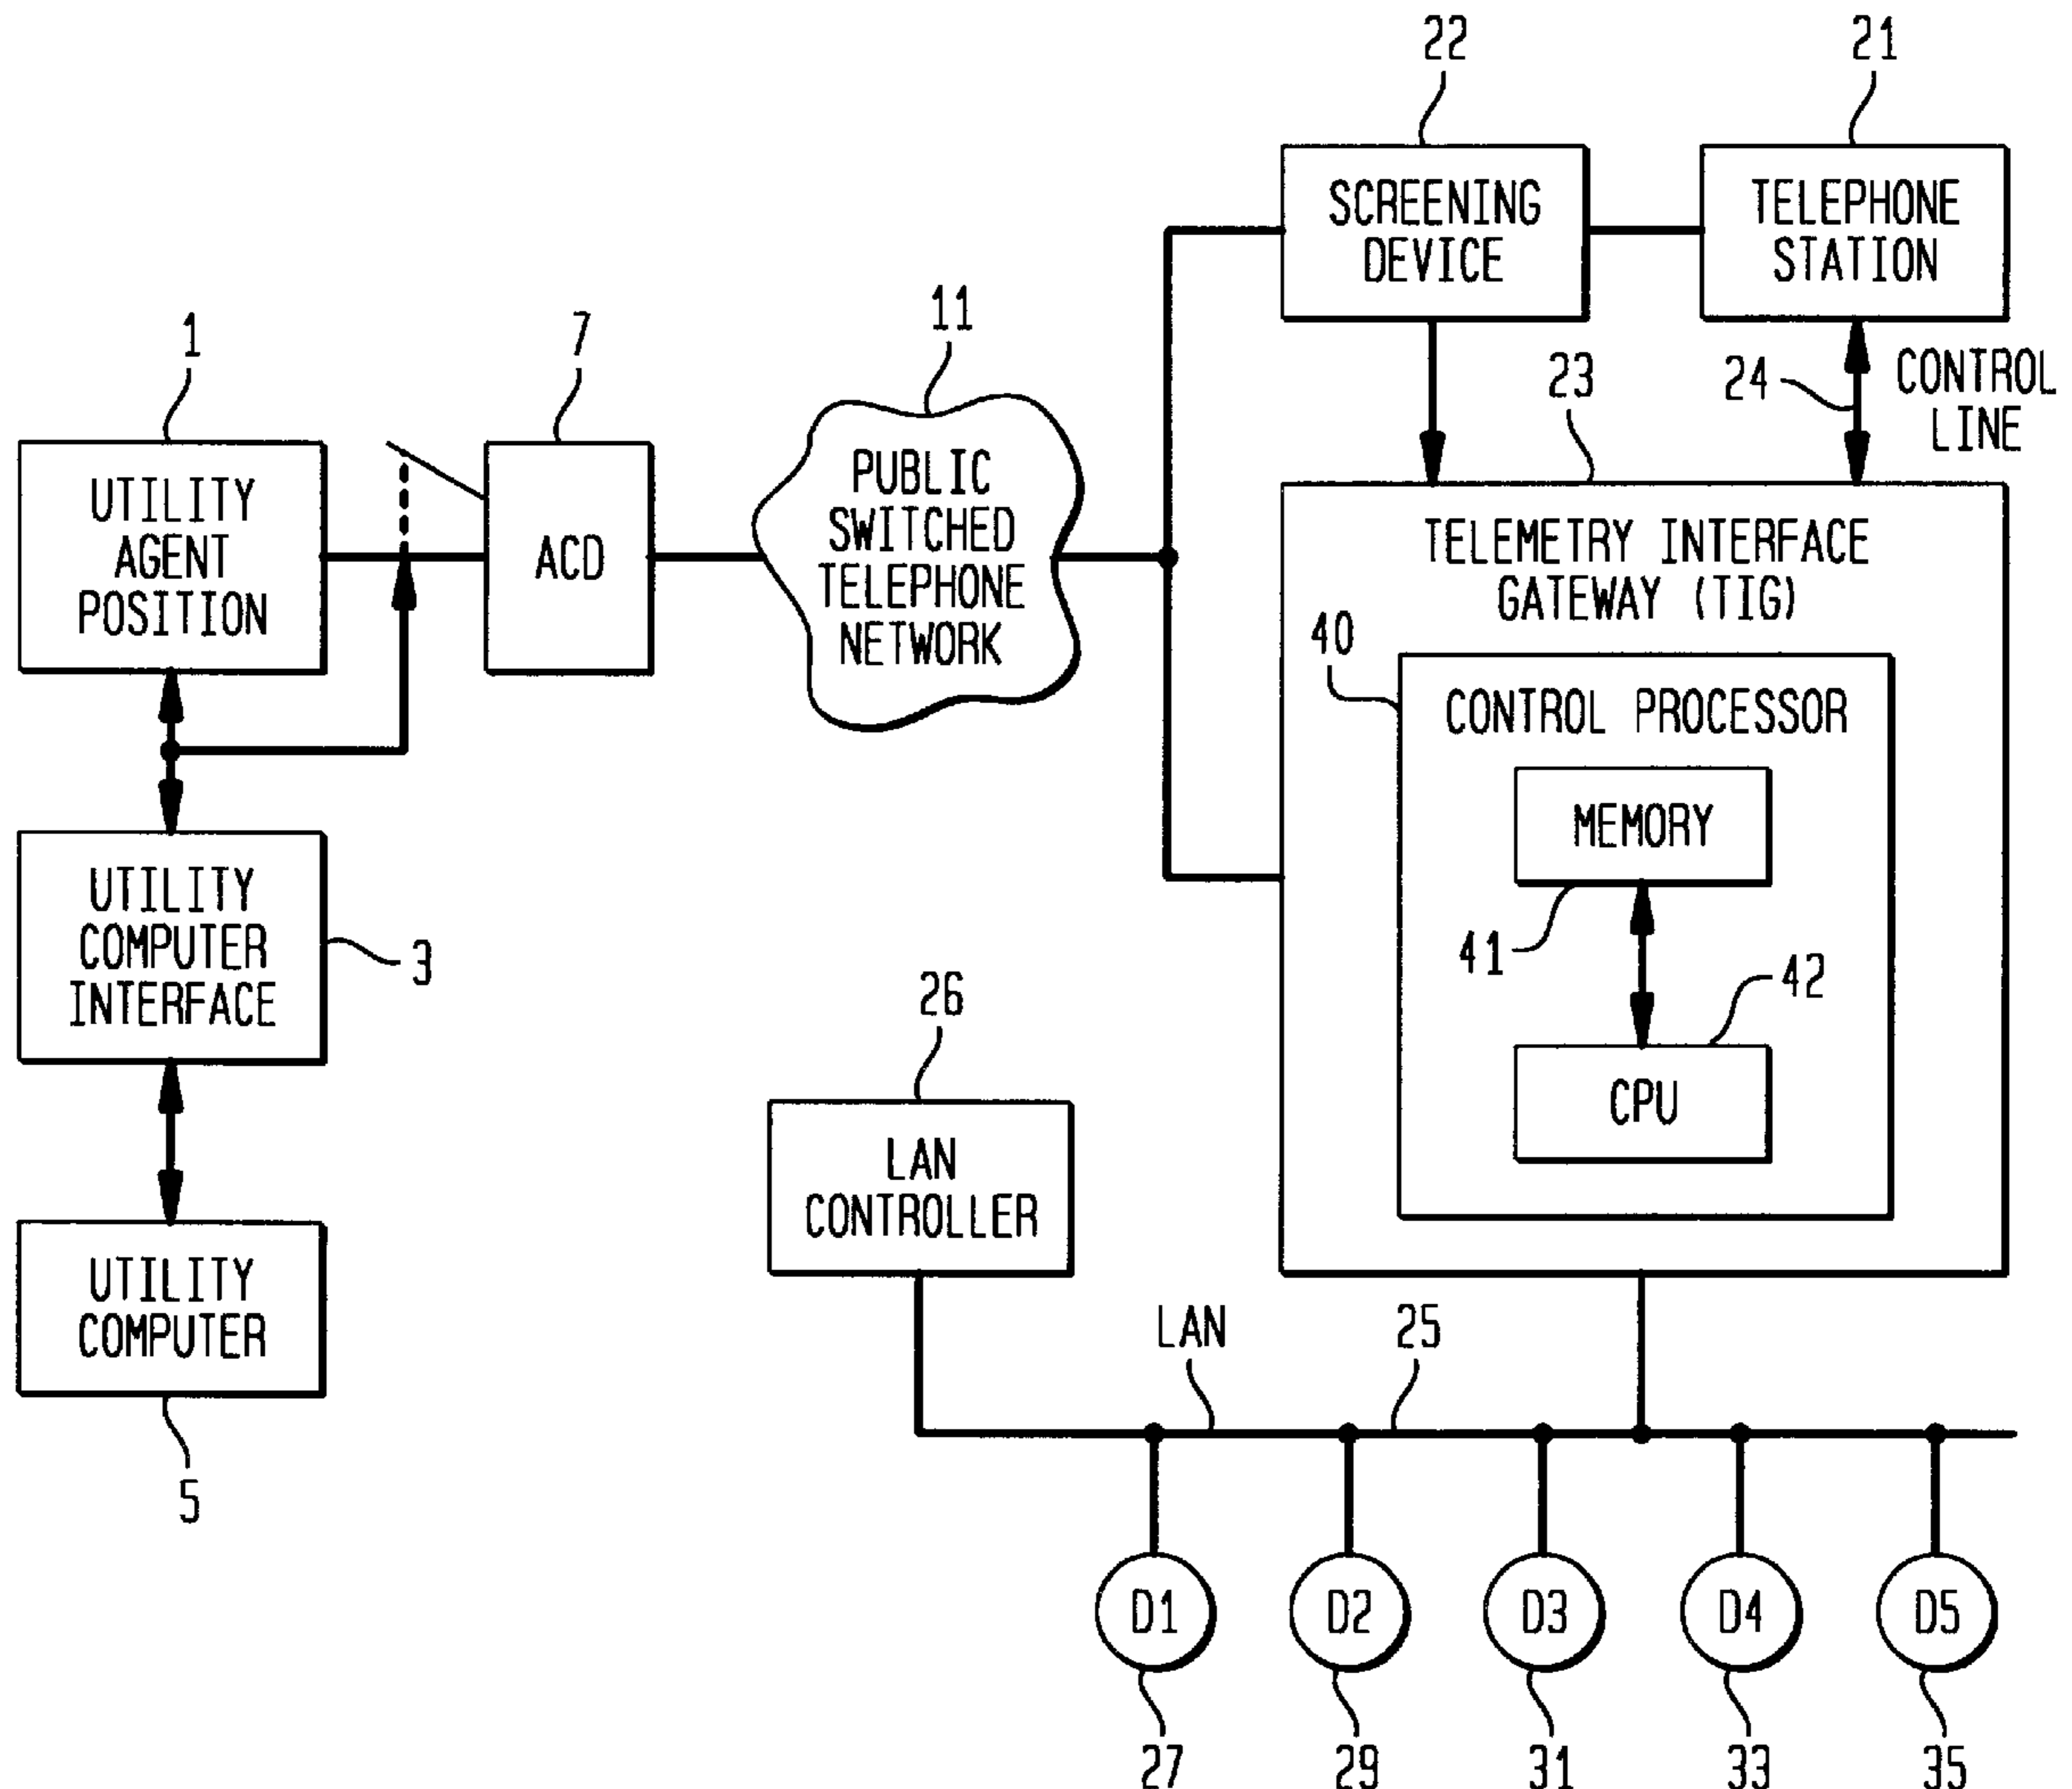 22
21
SCREENING
DEVICE
TELEPHONE
STATION
11
1
7
23
24
CONTROL
LINE
UTILITY
AGENT
POSITION
ACD
PUBLIC
SWITCHED
TELEPHONE
NETWORK
TELEMETRY INTERFACE
GATEWAY (TIG)
40
CONTROL PROCESSOR
MEMORY
41
42
CPU
UTILITY
COMPUTER
INTERFACE
3
26
LAN
CONTROLLER
UTILITY
COMPUTER
5
LAN
25
D1
D2
D3
D4
D5
27
29
31
33
35